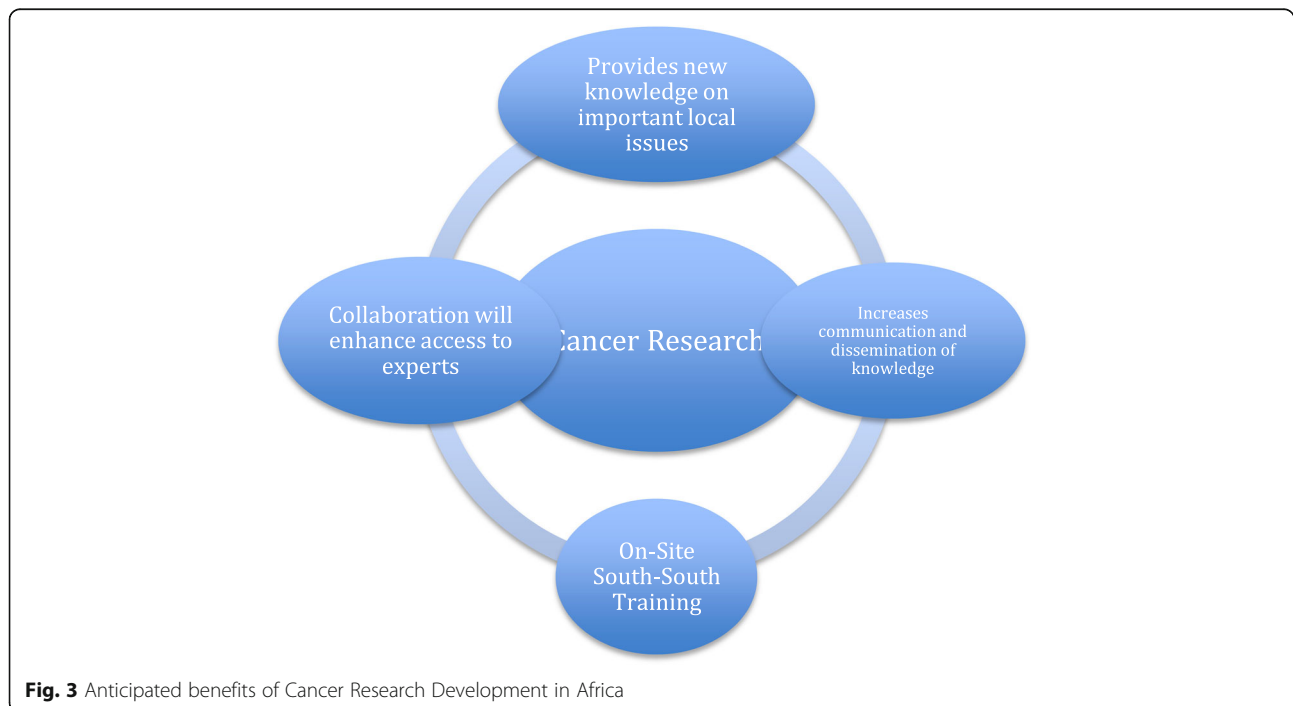 Provides new
knowledge on
important local
issues
Collaboration will
enhance access to
experts
Cancer Research
Increases
communication and
dissemination of
knowledge
On-Site
South-South
Training
Fig. 3 Anticipated benefits of Cancer Research Development in Africa